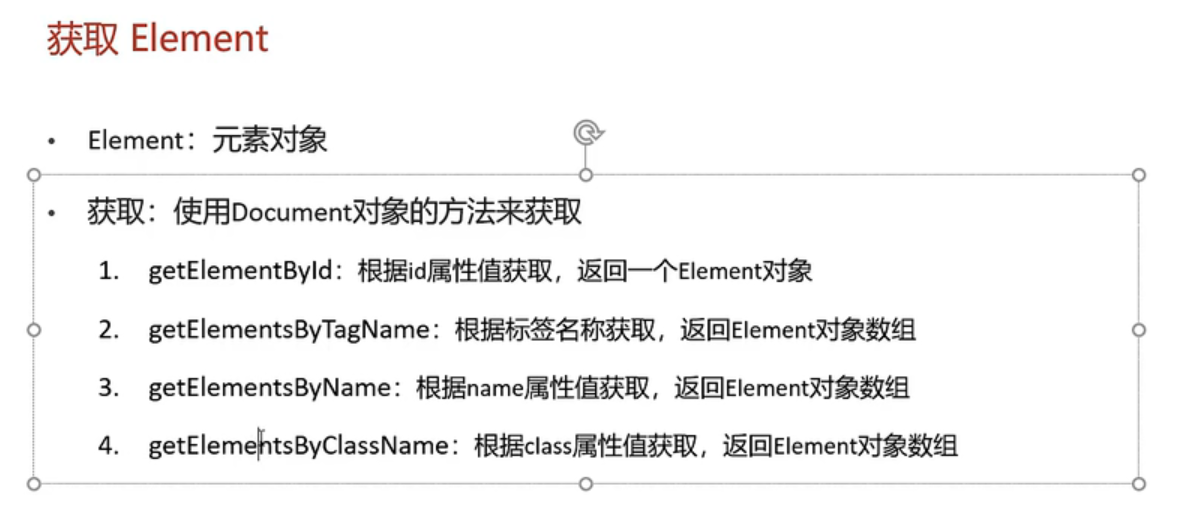 获取 Element
• Element：元素对象
• 获取：使用Document对象的方法来获取
1. getElementById：根据id属性值获取，返回一个Element对象
2. getElementsByTagName：根据标签名称获取，返回Element对象数组
3. getElementsByName：根据name属性值获取，返回Element对象数组
4. getElementsByClassName：根据class属性值获取，返回Element对象数组